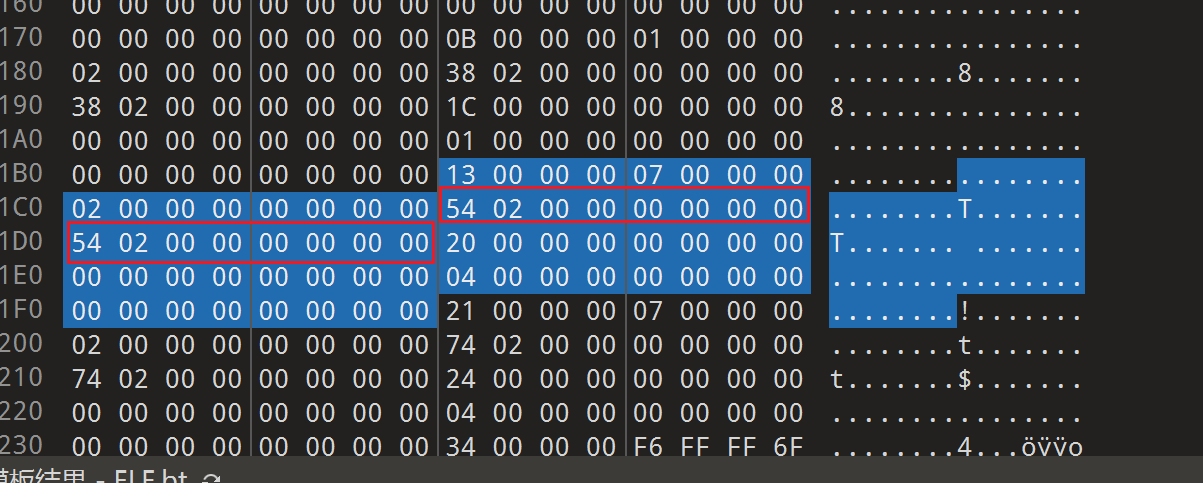 160 00 00 00 00 00 00 00 00 00 00 00 00 00 00 00 00 ................
170 00 00 00 00 00 00 00 00 0B 00 00 00 01 00 00 00 ................
180 02 00 00 00 00 00 00 00 38 02 00 00 00 00 00 00 ........8.......
190 38 02 00 00 00 00 00 00 1C 00 00 00 00 00 00 00 8...............
1A0 00 00 00 00 00 00 00 00 01 00 00 00 00 00 00 00 ................
1B0 00 00 00 00 00 00 00 00 13 00 00 00 07 00 00 00 ................
1C0 02 00 00 00 00 00 00 00 54 02 00 00 00 00 00 00 ........T.......
1D0 54 02 00 00 00 00 00 00 20 00 00 00 00 00 00 00 T....... .......
1E0 00 00 00 00 00 00 00 00 04 00 00 00 00 00 00 00 ................
1F0 00 00 00 00 00 00 00 00 21 00 00 00 07 00 00 00 ........!.......
200 02 00 00 00 00 00 00 00 74 02 00 00 00 00 00 00 ........t.......
210 74 02 00 00 00 00 00 00 24 00 00 00 00 00 00 00 t.......$.......
220 00 00 00 00 00 00 00 00 04 00 00 00 00 00 00 00 ................
230 00 00 00 00 00 00 00 00 34 00 00 00 F6 FF FF 6F ........4...öÿÿo
模板结果 - ELF.bt